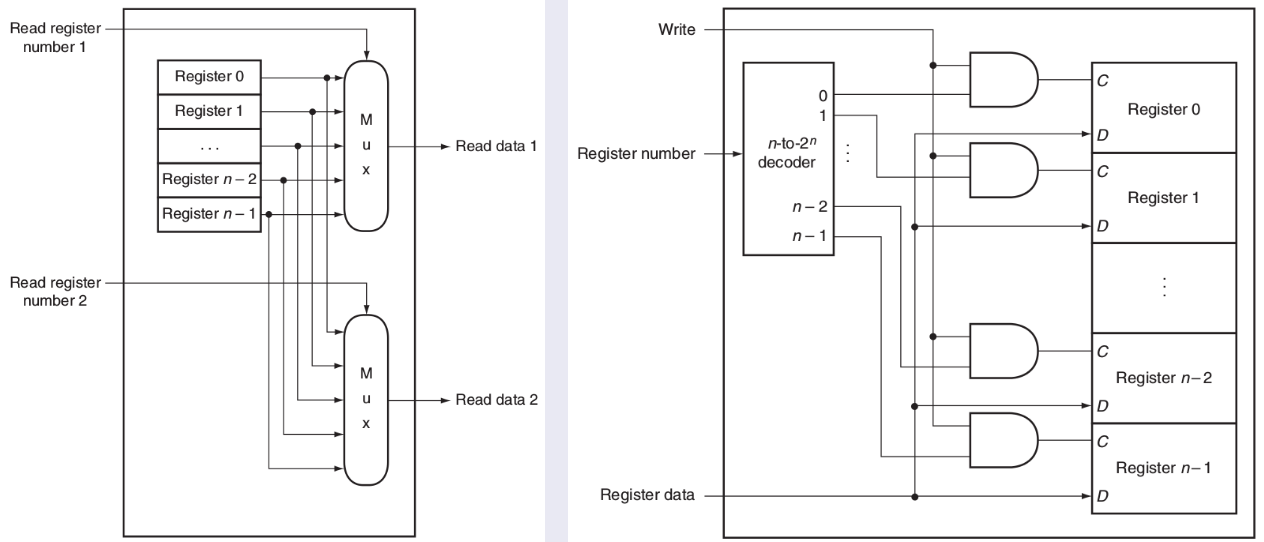 Read register
number 1
Register 0
Register 1
...
Register n – 2
Register n – 1
M
u
x
Read data 1
Read register
number 2
M
u
x
Read data 2
Write
Register number
n-to-2ⁿ
decoder
0
1
⋮
n – 2
n – 1
C
Register 0
D
C
Register 1
D
⋮
C
Register n – 2
D
C
Register n – 1
D
Register data